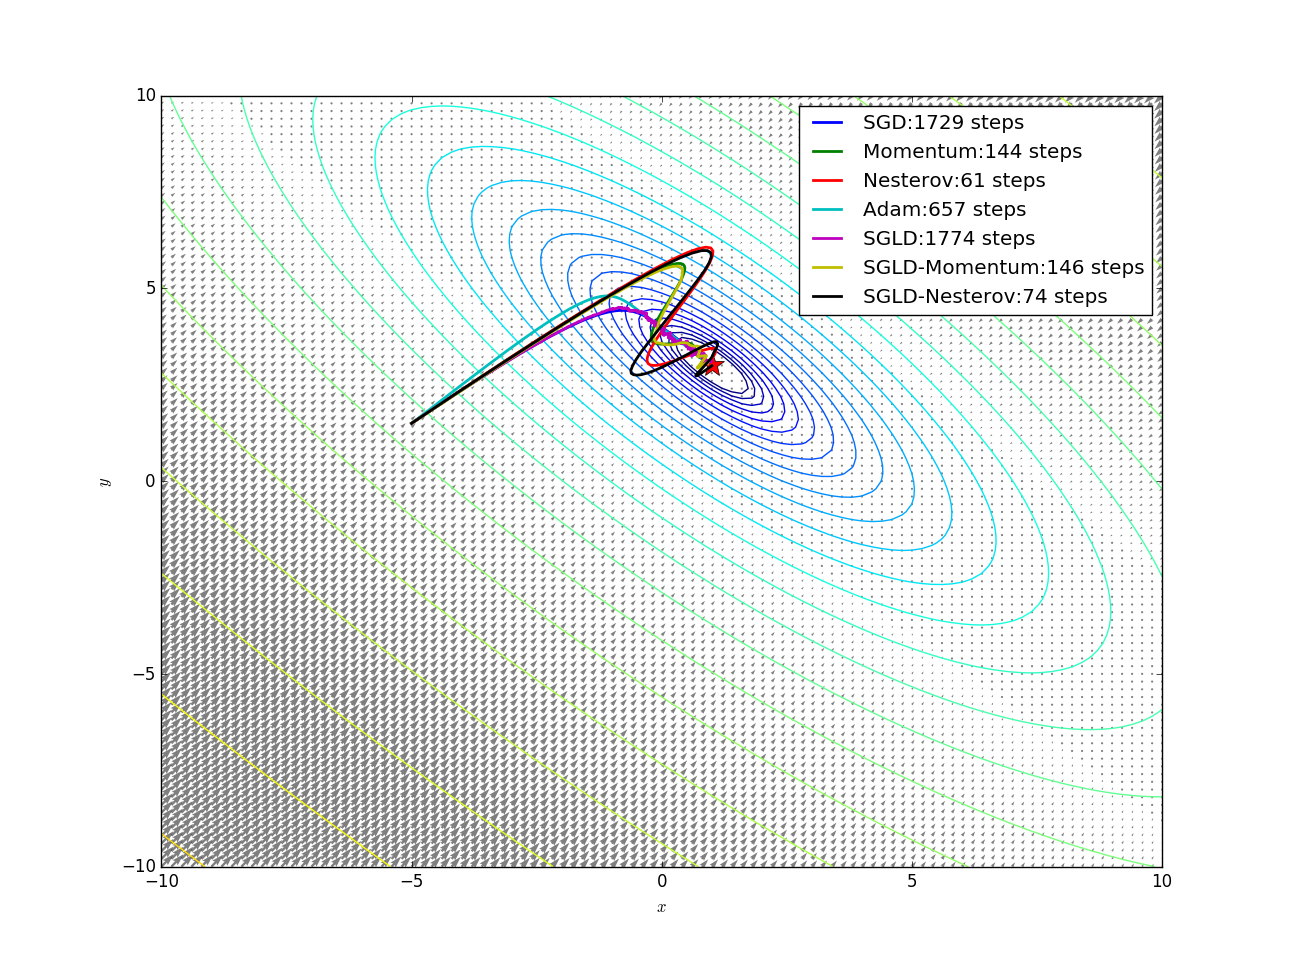 10
5
0
−5
−10
y
−10
−5
0
5
10
x
SGD:1729 steps
Momentum:144 steps
Nesterov:61 steps
Adam:657 steps
SGLD:1774 steps
SGLD-Momentum:146 steps
SGLD-Nesterov:74 steps